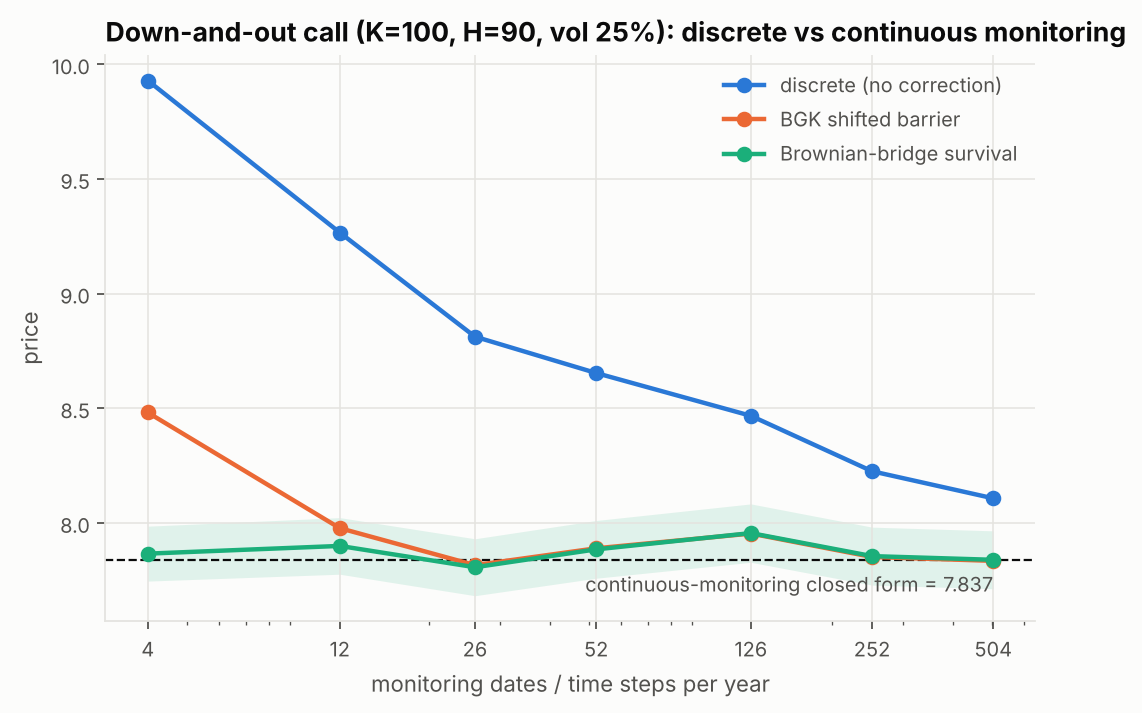 Down-and-out call (K=100, H=90, vol 25%): discrete vs continuous monitoring
discrete (no correction)
BGK shifted barrier
Brownian-bridge survival
price
10.0
9.5
9.0
8.5
8.0
continuous-monitoring closed form = 7.837
4
12
26
52
126
252
504
monitoring dates / time steps per year